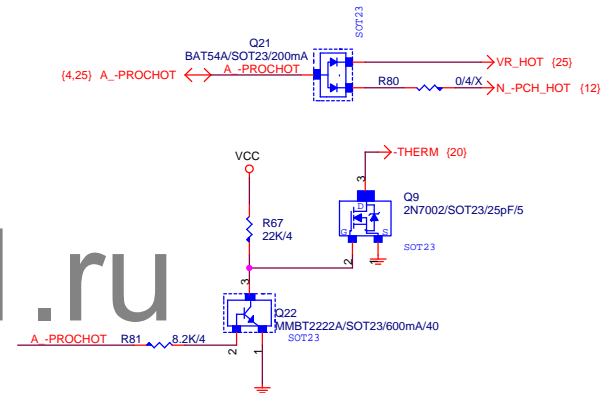 SOT23
Q21
BAT54A/SOT23/200mA
{4,25} A_-PROCHOT
A_-PROCHOT
VR_HOT {25}
R80
0/4/X
N_-PCH_HOT {12}
VCC
-THERM {20}
3
Q9
2N7002/SOT23/25pF/5
D
G
S
SOT23
R67
22K/4
2
1
3
Q22
MMBT2222A/SOT23/600mA/40
SOT23
A_-PROCHOT
R81
8.2K/4
2
1
.ru